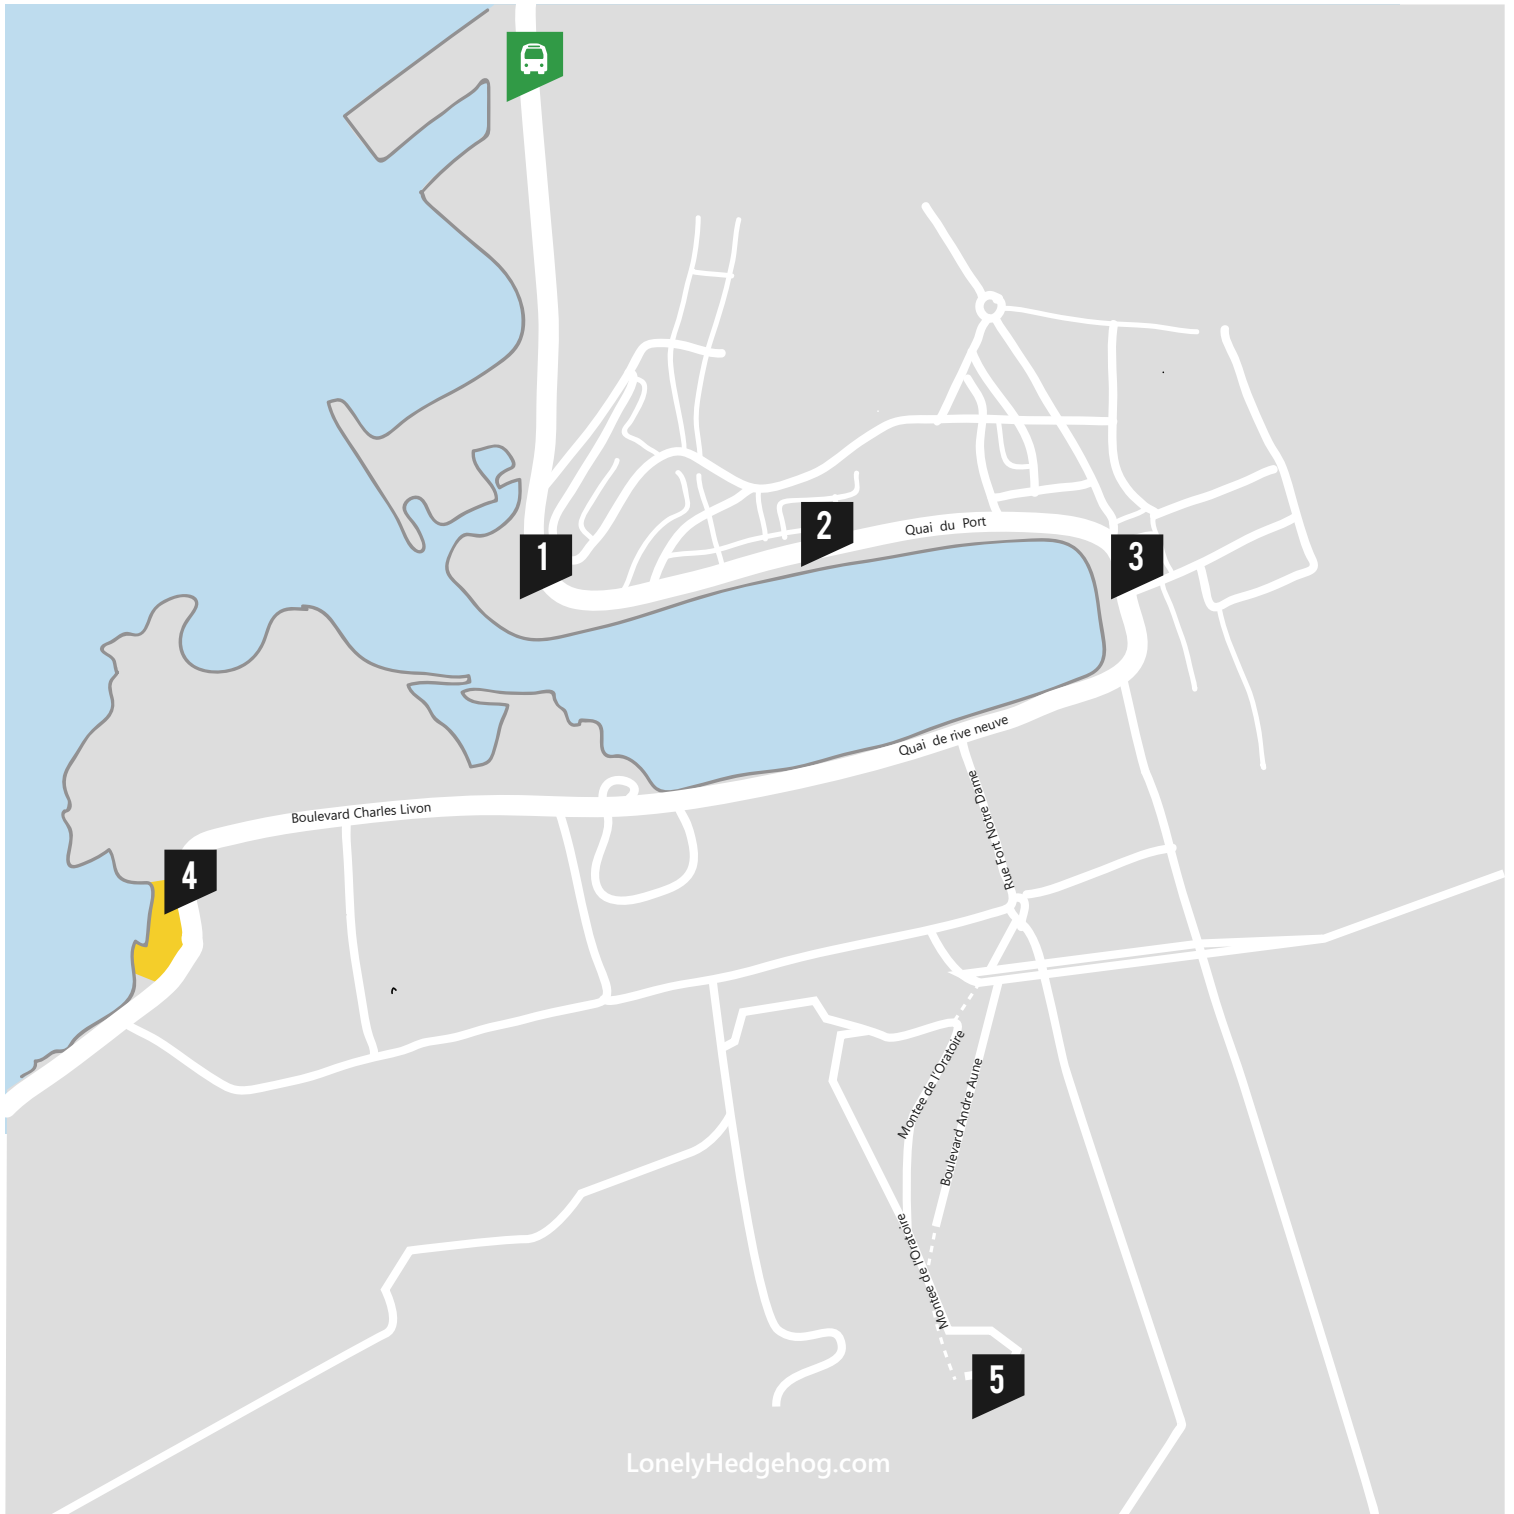 2
Quai du Port
1
3
Quai de rive neuve
Rue Fort Notre Dame
Boulevard Charles Livon
4
Montee de l'Oratoire
Boulevard Andre Aune
Montee de l'Oratoire
5
LonelyHedgehog.com